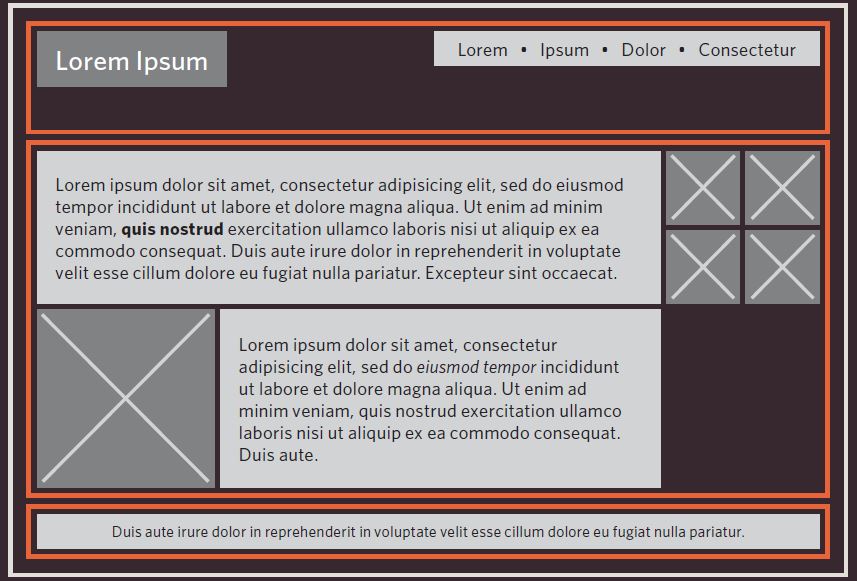 Lorem Ipsum
Lorem • Ipsum • Dolor • Consectetur
Lorem ipsum dolor sit amet, consectetur adipisicing elit, sed do eiusmod
tempor incididunt ut labore et dolore magna aliqua. Ut enim ad minim
veniam, quis nostrud exercitation ullamco laboris nisi ut aliquip ex ea
commodo consequat. Duis aute irure dolor in reprehenderit in voluptate
velit esse cillum dolore eu fugiat nulla pariatur. Excepteur sint occaecat.
Lorem ipsum dolor sit amet, consectetur
adipisicing elit, sed do eiusmod tempor incididunt
ut labore et dolore magna aliqua. Ut enim ad
minim veniam, quis nostrud exercitation ullamco
laboris nisi ut aliquip ex ea commodo consequat.
Duis aute.
Duis aute irure dolor in reprehenderit in voluptate velit esse cillum dolore eu fugiat nulla pariatur.